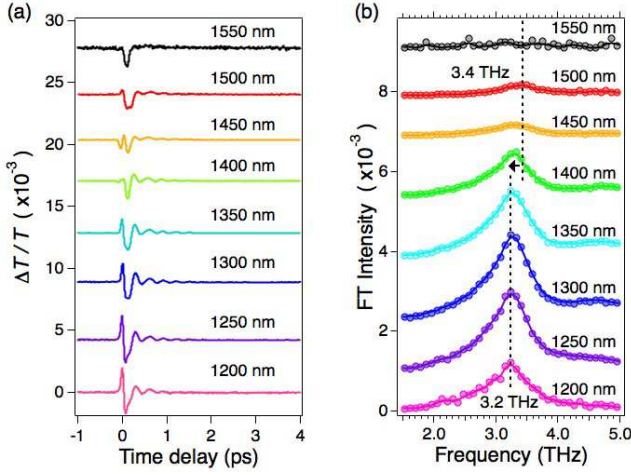 (a)
30
25
20
15
10
5
0
ΔT/T (x10-3)
1550 nm
1500 nm
1450 nm
1400 nm
1350 nm
1300 nm
1250 nm
1200 nm
-1 0 1 2 3 4
Time delay (ps)
(b)
8
6
4
2
0
FT Intensity (x10-3)
1550 nm
3.4 THz
1500 nm
1450 nm
1400 nm
1350 nm
1300 nm
1250 nm
1200 nm
3.2 THz
2.0 3.0 4.0 5.0
Frequency (THz)